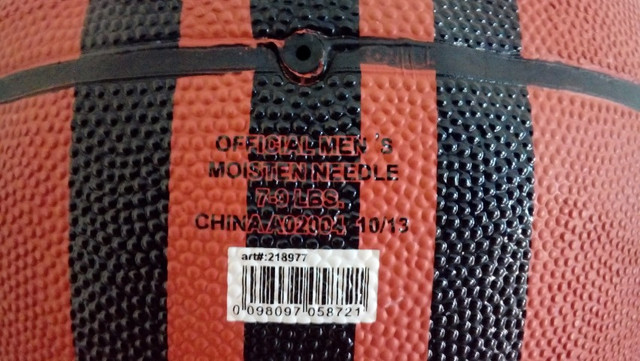 OFFICIAL MEN'S
MOISTEN NEEDLE
7-9 LBS.
CHINA A02004 10/13
art#:218977
0 098097 058721